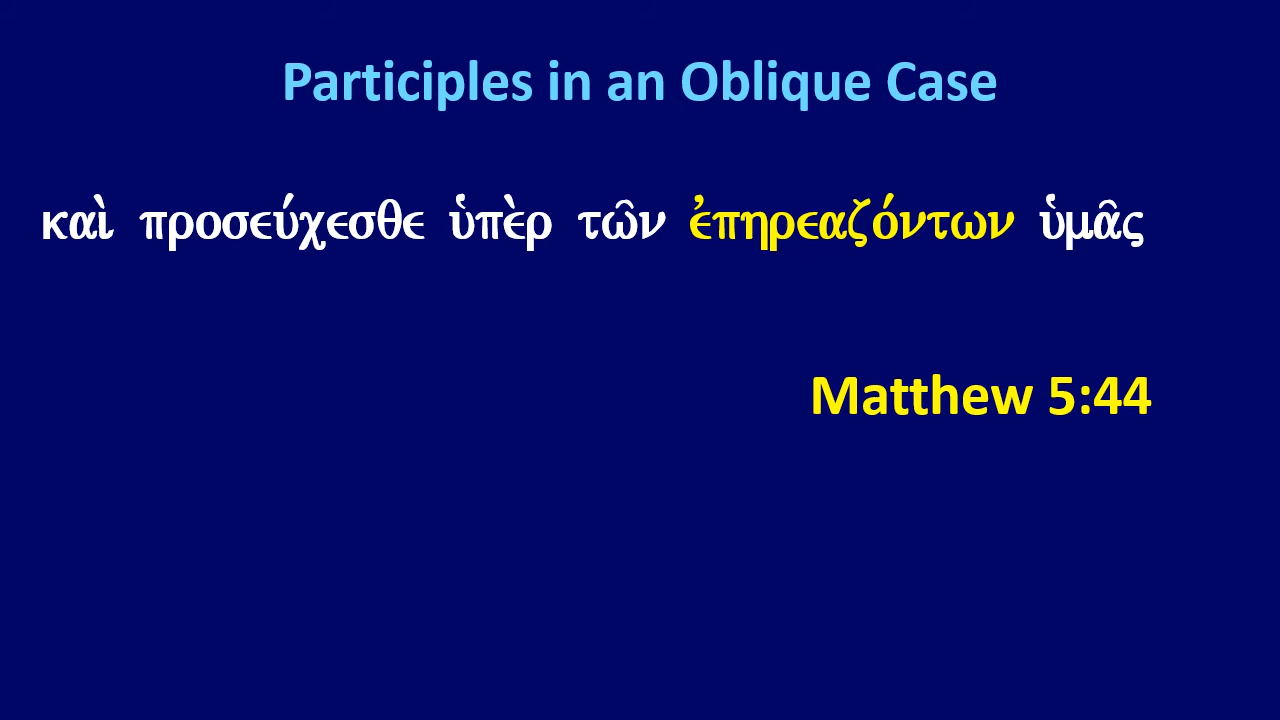 Participles in an Oblique Case
καὶ προσεύχεσθε ὑπὲρ τῶν ἐπηρεαζόντων ὑμᾶς
Matthew 5:44